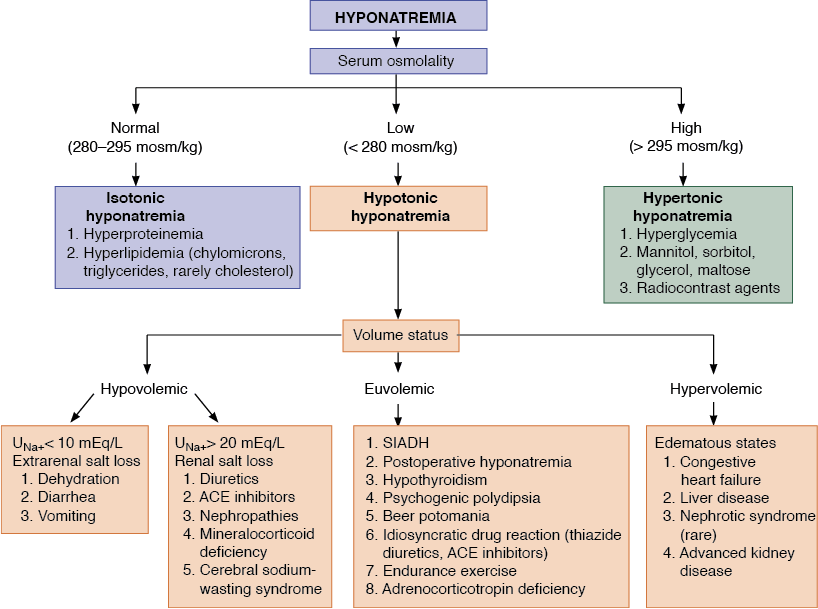 HYPONATREMIA
Serum osmolality
Normal
(280–295 mosm/kg)
Low
(< 280 mosm/kg)
High
(> 295 mosm/kg)
Isotonic
hyponatremia
1. Hyperproteinemia
2. Hyperlipidemia (chylomicrons,
triglycerides, rarely cholesterol)
Hypotonic
hyponatremia
Hypertonic
hyponatremia
1. Hyperglycemia
2. Mannitol, sorbitol,
glycerol, maltose
3. Radiocontrast agents
Volume status
Hypovolemic
Euvolemic
Hypervolemic
UNa+< 10 mEq/L
Extrarenal salt loss
1. Dehydration
2. Diarrhea
3. Vomiting
UNa+> 20 mEq/L
Renal salt loss
1. Diuretics
2. ACE inhibitors
3. Nephropathies
4. Mineralocorticoid
deficiency
5. Cerebral sodium-
wasting syndrome
1. SIADH
2. Postoperative hyponatremia
3. Hypothyroidism
4. Psychogenic polydipsia
5. Beer potomania
6. Idiosyncratic drug reaction (thiazide
diuretics, ACE inhibitors)
7. Endurance exercise
8. Adrenocorticotropin deficiency
Edematous states
1. Congestive
heart failure
2. Liver disease
3. Nephrotic syndrome
(rare)
4. Advanced kidney
disease